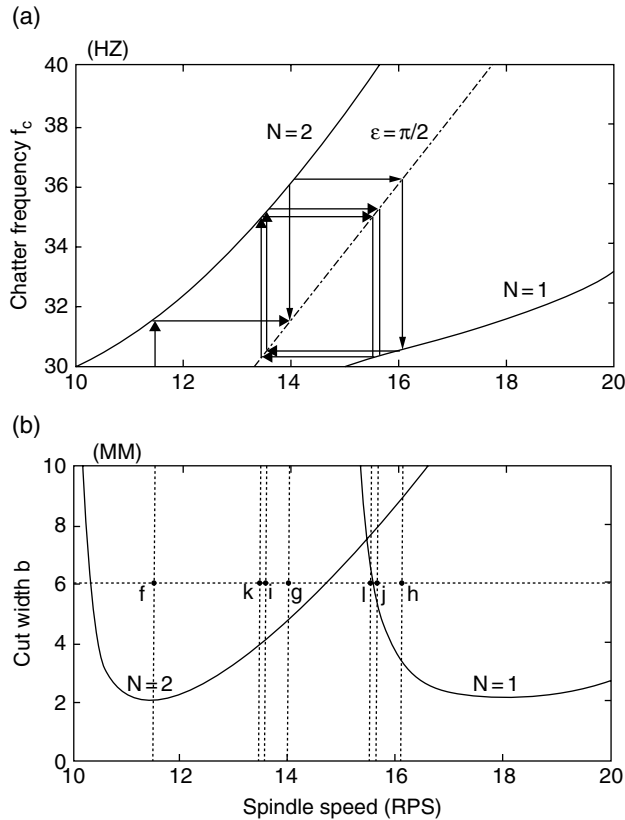 (a)
(HZ)
40
38
36
34
32
30
Chatter frequency f_c
N = 2
ε = π/2
N = 1
10 12 14 16 18 20
(b)
(MM)
10
8
6
4
2
0
Cut width b
f k i g l j h
N = 2
N = 1
10 12 14 16 18 20
Spindle speed (RPS)